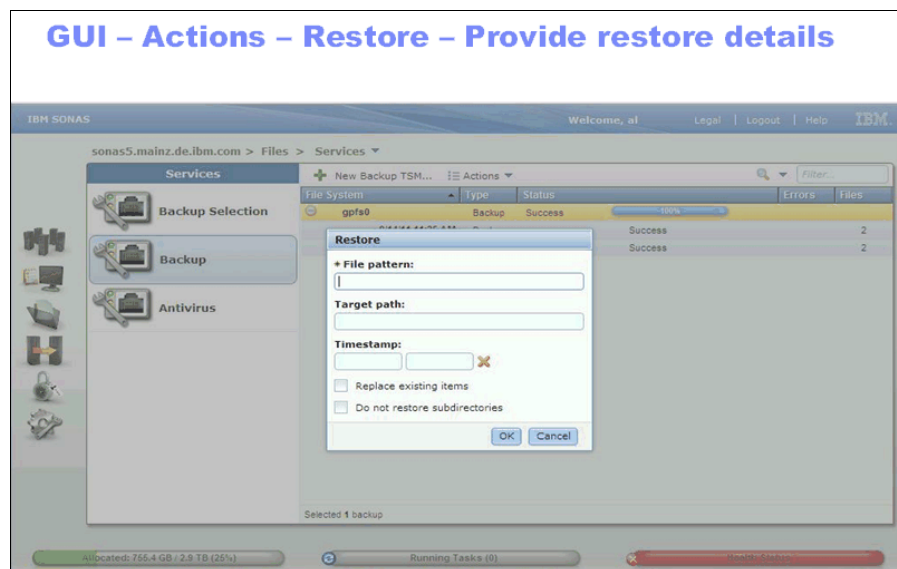 GUI – Actions – Restore – Provide restore details
IBM SONAS
Welcome, al
Legal | Logout | Help
IBM.
sonas5.mainz.de.ibm.com > Files > Services
Services
New Backup TSM...
Actions
Filter...
File System
Type
Status
Errors
Files
Backup Selection
gpfs0
Backup
Success
100%
Success
2
Success
2
Backup
Antivirus
Restore
* File pattern:
Target path:
Timestamp:
Replace existing items
Do not restore subdirectories
OK
Cancel
Selected 1 backup
Allocated: 755.4 GB / 2.9 TB (25%)
Running Tasks (0)